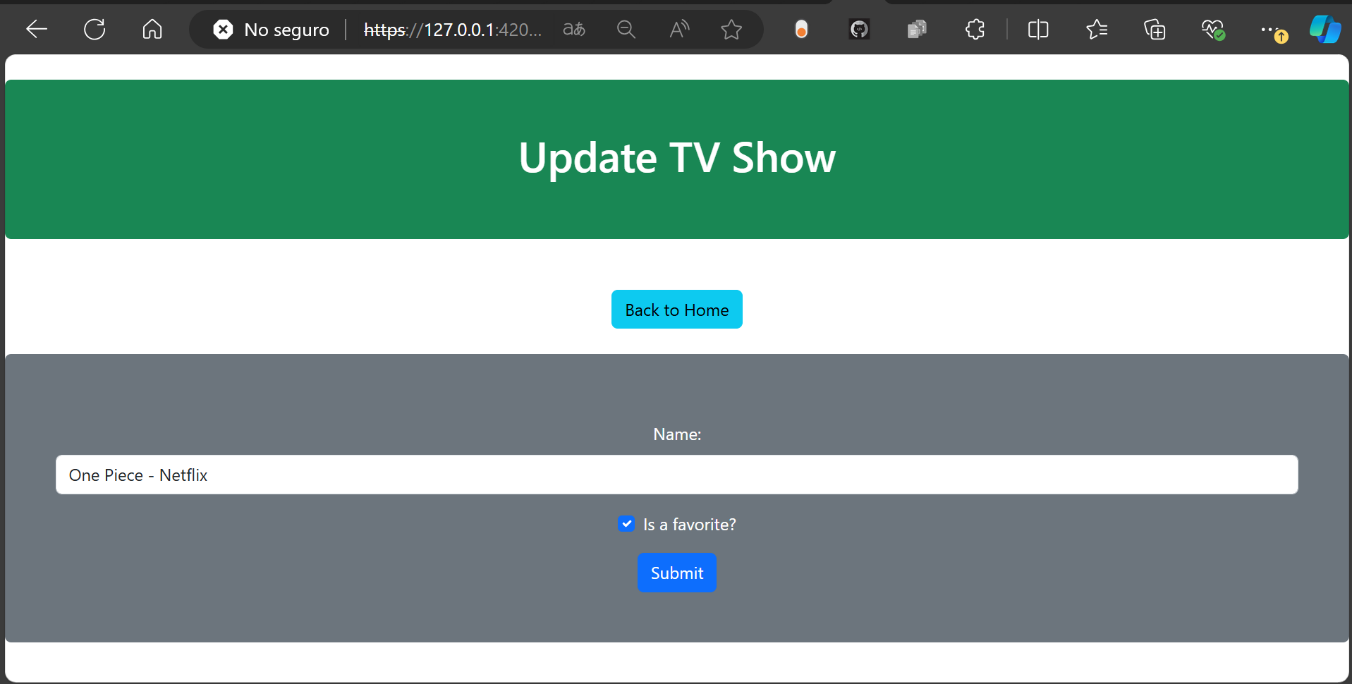 No seguro
https://127.0.0.1:420...
Update TV Show
Back to Home
Name:
One Piece - Netflix
Is a favorite?
Submit